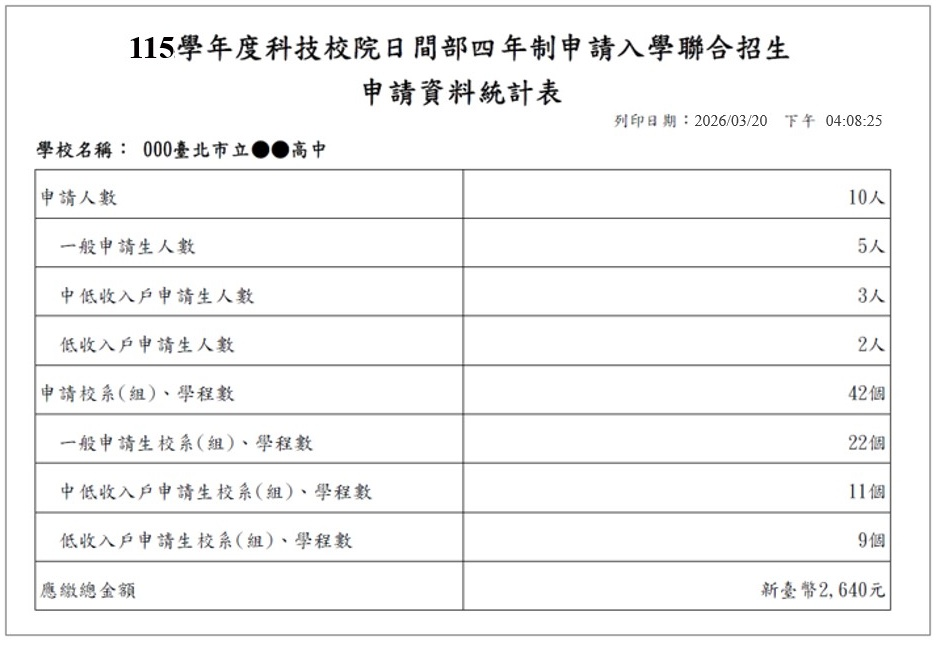 115學年度科技校院日間部四年制申請入學聯合招生
申請資料統計表
列印日期：2026/03/20 下午 04:08:25
學校名稱： 000臺北市立●●高中
申請人數 10人
一般申請生人數 5人
中低收入戶申請生人數 3人
低收入戶申請生人數 2人
申請校系(組)、學程數 42個
一般申請生校系(組)、學程數 22個
中低收入戶申請生校系(組)、學程數 11個
低收入戶申請生校系(組)、學程數 9個
應繳總金額 新臺幣2,640元